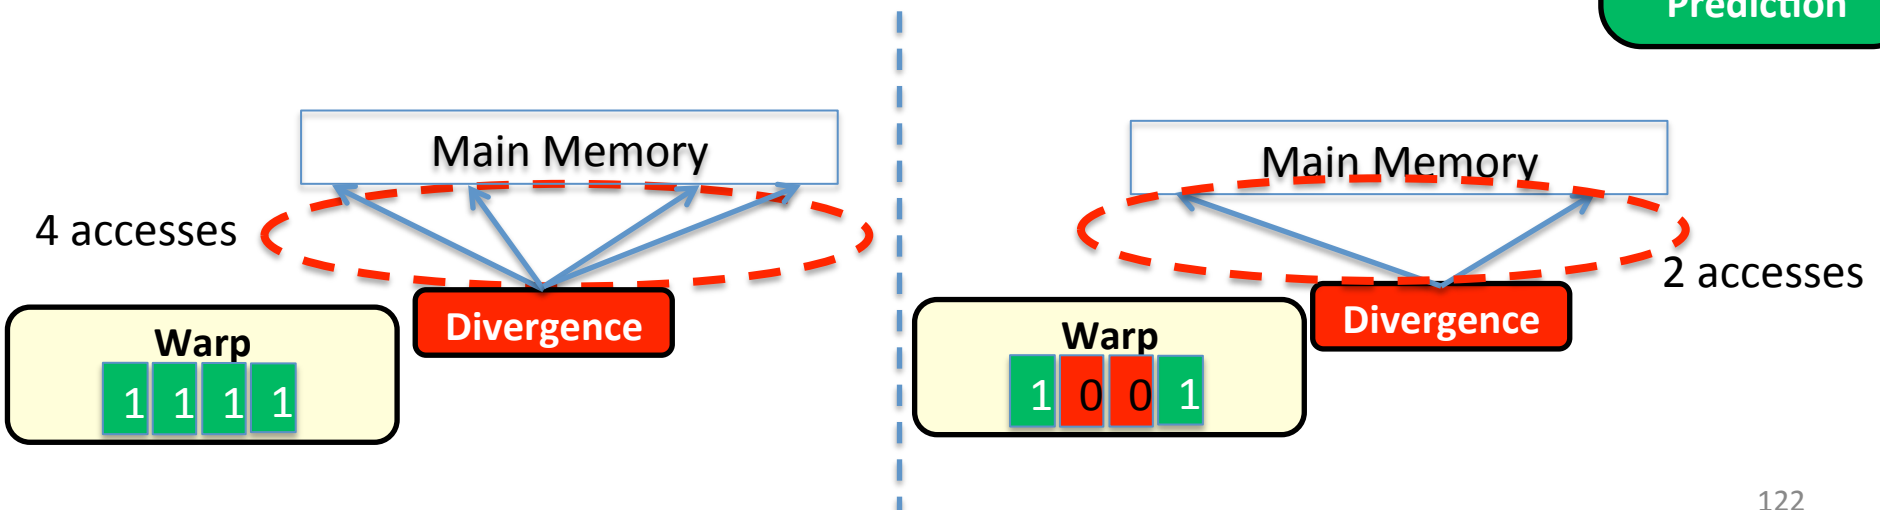 Prediction
Main Memory
4 accesses
Divergence
Warp
1 1 1 1
Main Memory
2 accesses
Divergence
Warp
1 0 0 1
122